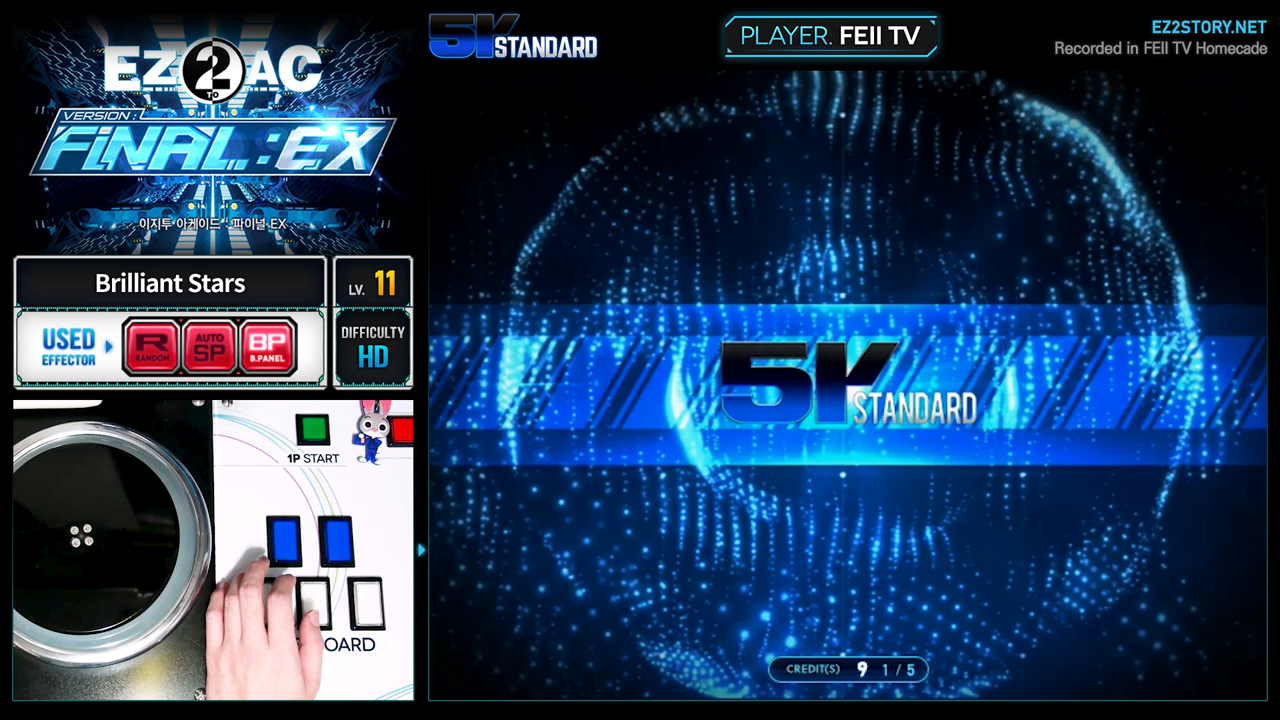 EZ2AC
TO
VERSION :
FiNAL :EX
이지투 아케이드 : 파이널 EX
Brilliant Stars
LV. 11
USED
EFFECTOR
R
RANDOM
AUTO
SP
BP
B.PANEL
DIFFICULTY
HD
1P START
OARD
5K STANDARD
PLAYER. FEII TV
EZ2STORY.NET
Recorded in FEII TV Homecade
5K STANDARD
CREDIT(S) 9 1 / 5